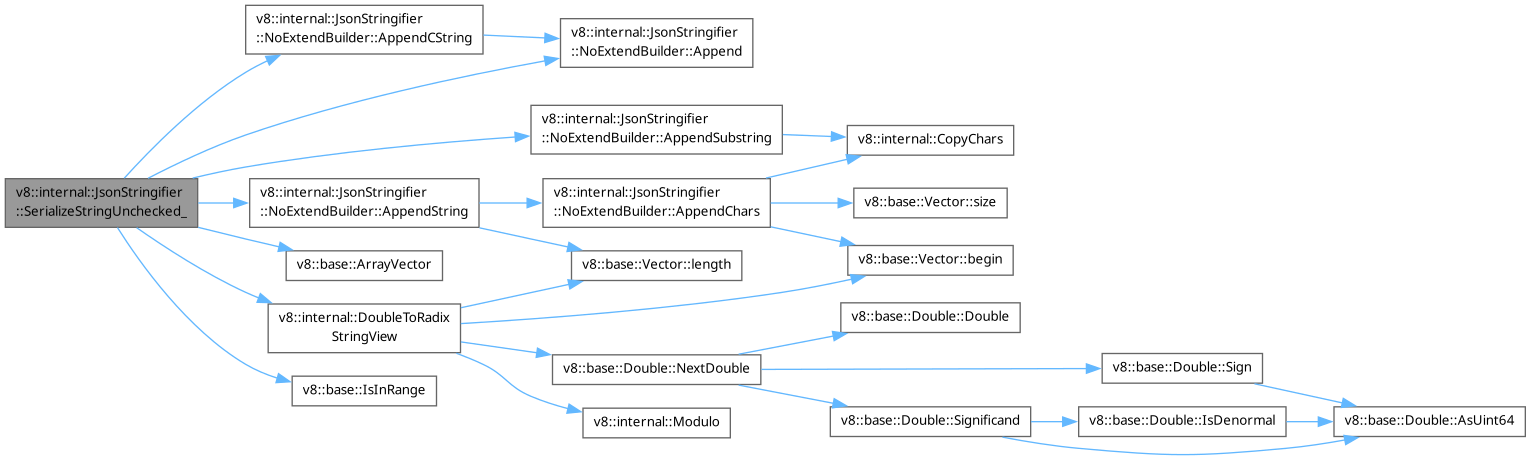 v8::internal::JsonStringifier
::SerializeStringUnchecked_
v8::internal::JsonStringifier
::NoExtendBuilder::AppendCString
v8::internal::JsonStringifier
::NoExtendBuilder::Append
v8::internal::JsonStringifier
::NoExtendBuilder::AppendSubstring
v8::internal::CopyChars
v8::internal::JsonStringifier
::NoExtendBuilder::AppendString
v8::internal::JsonStringifier
::NoExtendBuilder::AppendChars
v8::base::Vector::size
v8::base::Vector::begin
v8::base::Vector::length
v8::base::ArrayVector
v8::internal::DoubleToRadix
StringView
v8::base::Double::NextDouble
v8::base::Double::Double
v8::base::Double::Sign
v8::base::Double::Significand
v8::base::Double::IsDenormal
v8::base::Double::AsUint64
v8::internal::Modulo
v8::base::IsInRange